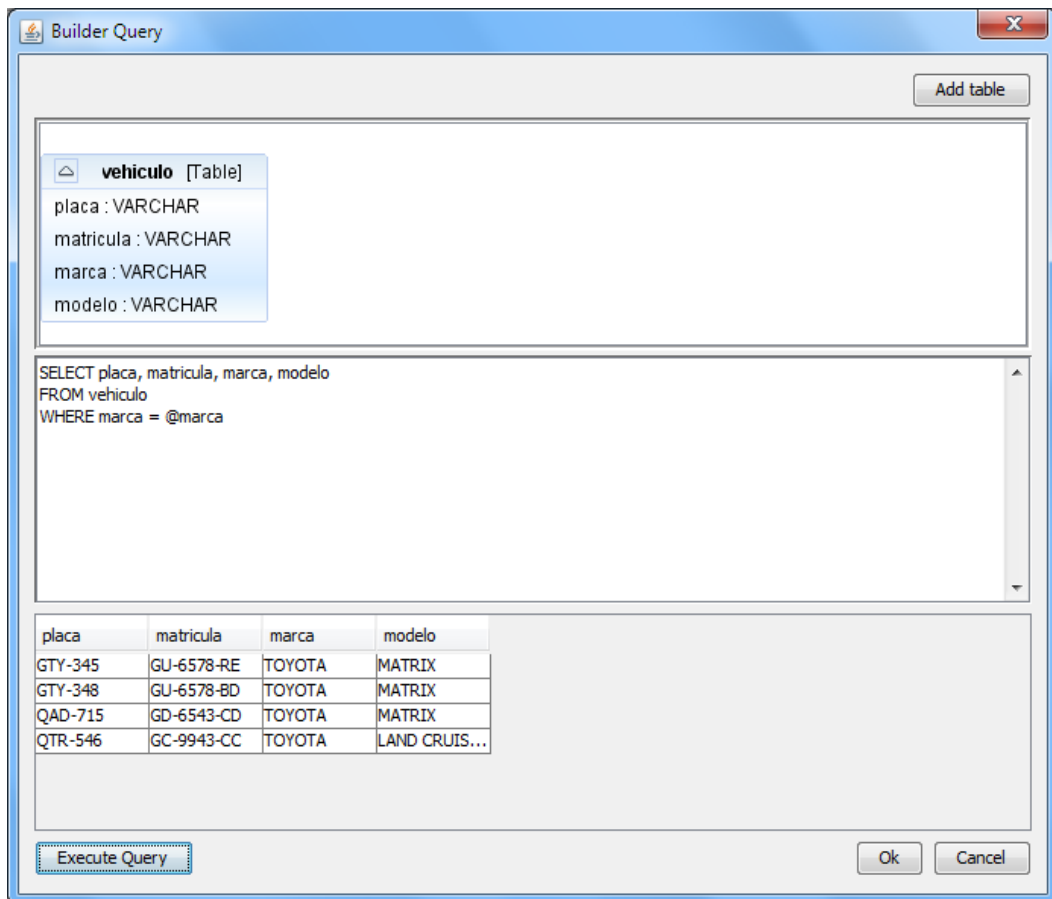 Builder Query
Add table
vehiculo [Table]
placa : VARCHAR
matricula : VARCHAR
marca : VARCHAR
modelo : VARCHAR
SELECT placa, matricula, marca, modelo
FROM vehiculo
WHERE marca = @marca
placa matricula marca modelo
GTY-345 GU-6578-RE TOYOTA MATRIX
GTY-348 GU-6578-BD TOYOTA MATRIX
QAD-715 GD-6543-CD TOYOTA MATRIX
QTR-546 GC-9943-CC TOYOTA LAND CRUIS...
Execute Query Ok Cancel